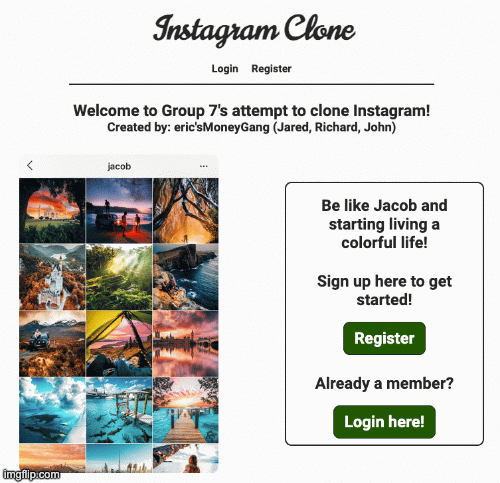 Instagram Clone
Login Register
Welcome to Group 7's attempt to clone Instagram!
Created by: eric'sMoneyGang (Jared, Richard, John)
jacob
...
Be like Jacob and
starting living a
colorful life!
Sign up here to get
started!
Register
Already a member?
Login here!
imgflip.com